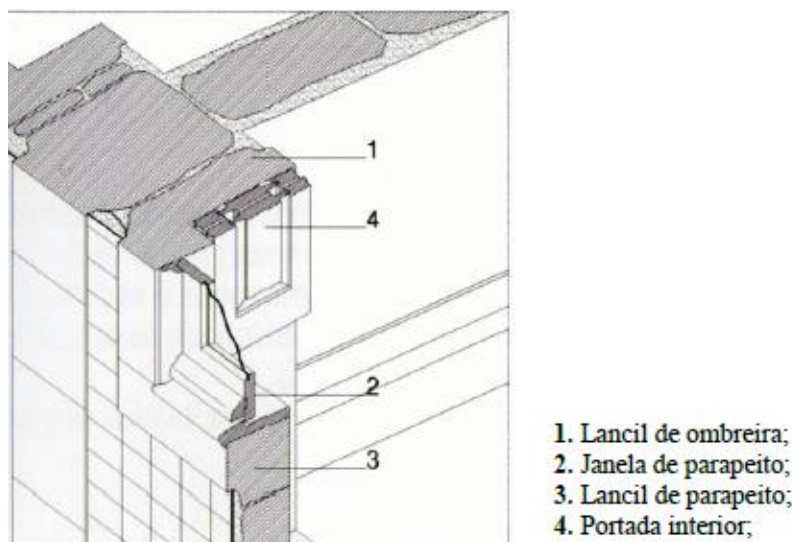 1
4
2
3
1. Lancil de ombreira;
2. Janela de parapeito;
3. Lancil de parapeito;
4. Portada interior;